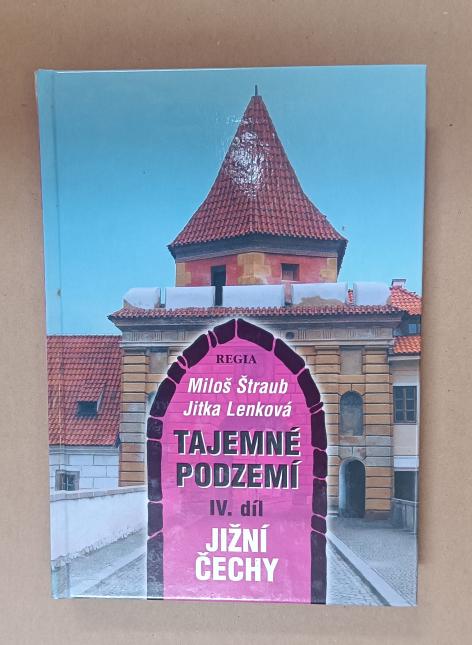 REGIA
Miloš Štraub
Jitka Lenková
TAJEMNÉ
PODZEMÍ
IV. díl
JIŽNÍ
ČECHY